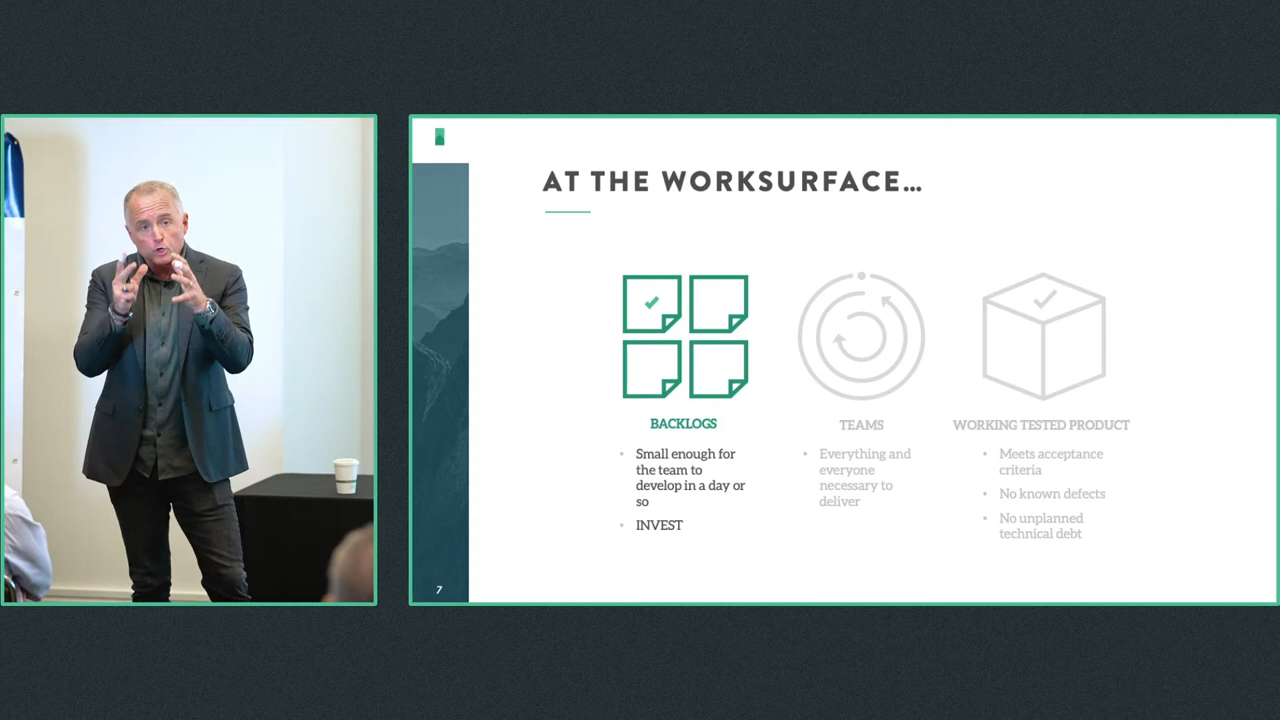 AT THE WORKSURFACE…
BACKLOGS
• Small enough for
the team to
develop in a day or
so
• INVEST
TEAMS
• Everything and
everyone
necessary to
deliver
WORKING TESTED PRODUCT
• Meets acceptance
criteria
• No known defects
• No unplanned
technical debt
7